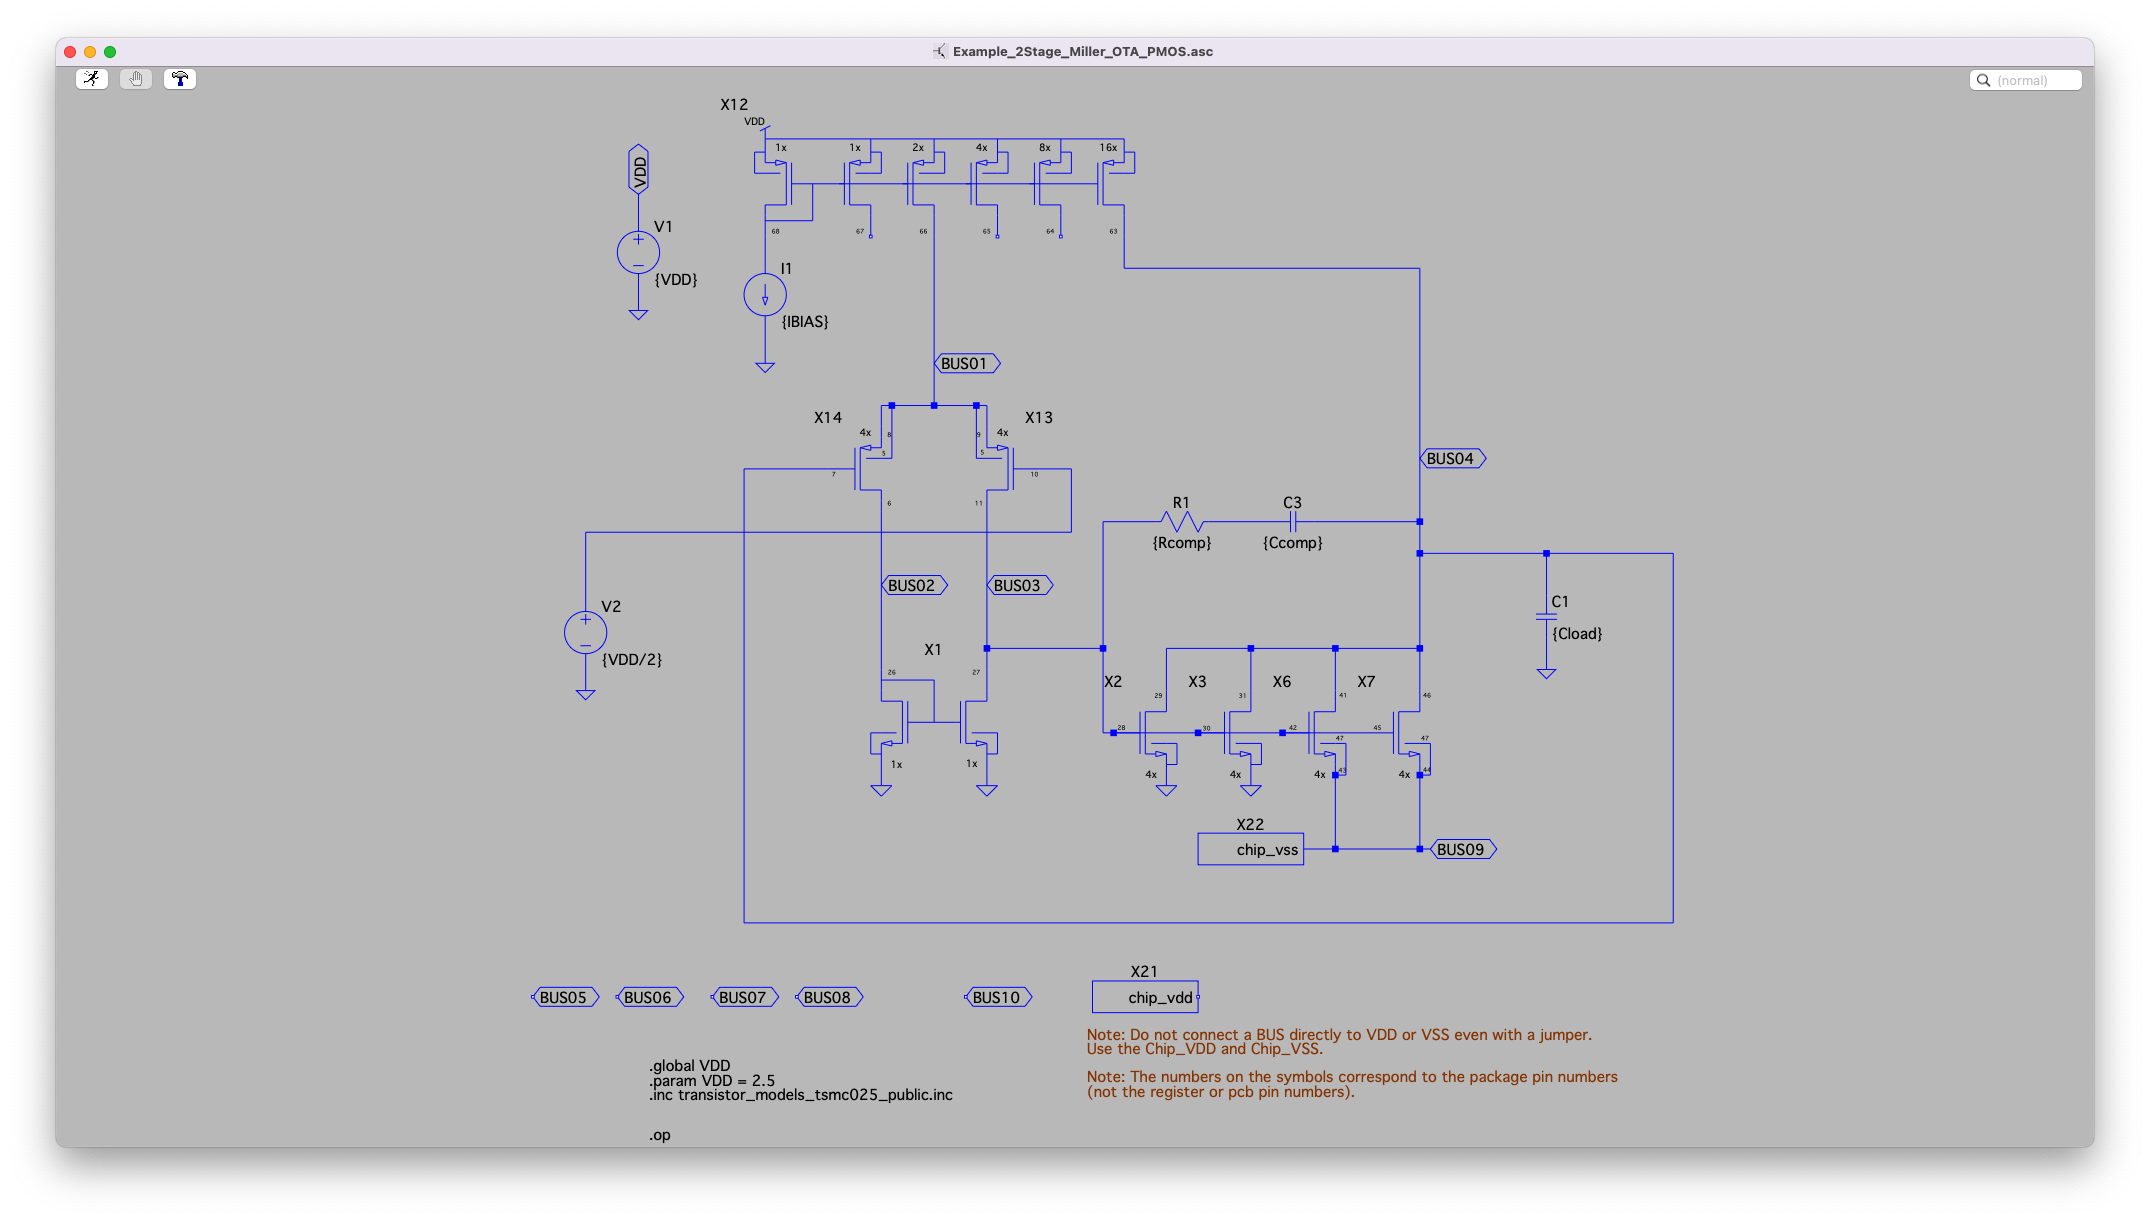 Example_2Stage_Miller_OTA_PMOS.asc
(normal)
X12
VDD
1x 1x 2x 4x 8x 16x
VDD
V1
{VDD}
68 67 66 65 64 63
I1
{IBIAS}
BUS01
X14 X13
4x 8 9 4x
5 5
7 10
6 11
BUS04
R1 C3
{Rcomp} {Ccomp}
BUS02 BUS03
V2
{VDD/2}
C1
{Cload}
X1
26 27
1x 1x
X2 X3 X6 X7
29 31 41 46
28 30 42 45
47 47
4x 4x 4x 43 4x 44
X22
chip_vss
BUS09
BUS05 BUS06 BUS07 BUS08 BUS10
X21
chip_vdd
Note: Do not connect a BUS directly to VDD or VSS even with a jumper.
Use the Chip_VDD and Chip_VSS.
Note: The numbers on the symbols correspond to the package pin numbers
(not the register or pcb pin numbers).
.global VDD
.param VDD = 2.5
.inc transistor_models_tsmc025_public.inc
.op